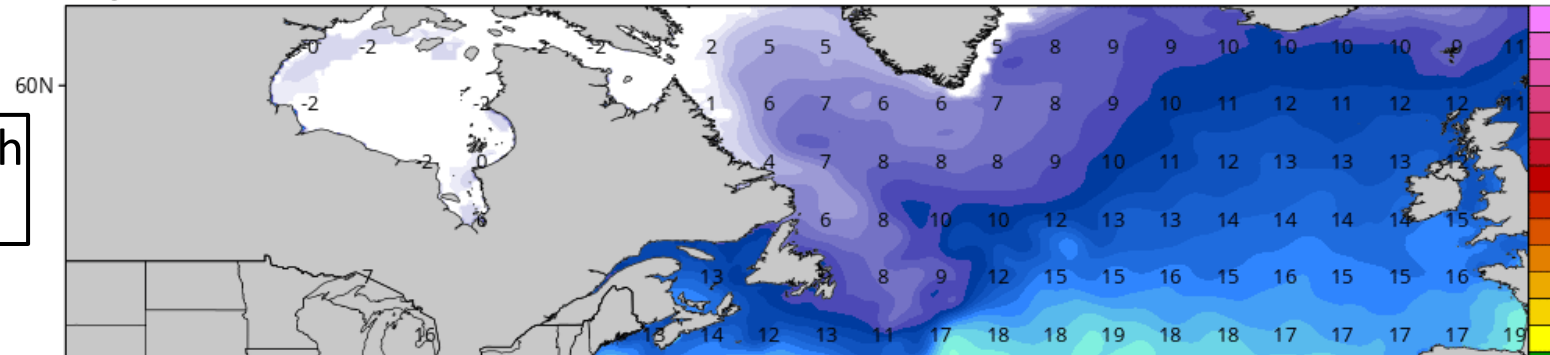 -0 -2 -2 -2 2 5 5 5 8 9 9 10 10 10 10 9 11
60N
-2 -2 1 6 7 6 6 7 8 9 10 11 12 11 12 12 11
h
-2 0 4 7 8 8 8 9 10 11 12 13 13 13
6 6 8 10 10 12 13 13 14 14 14 14 15
7 13 8 9 12 15 15 16 15 16 15 15 16
16 13 14 12 13 11 17 18 18 19 18 18 17 17 17 17 19